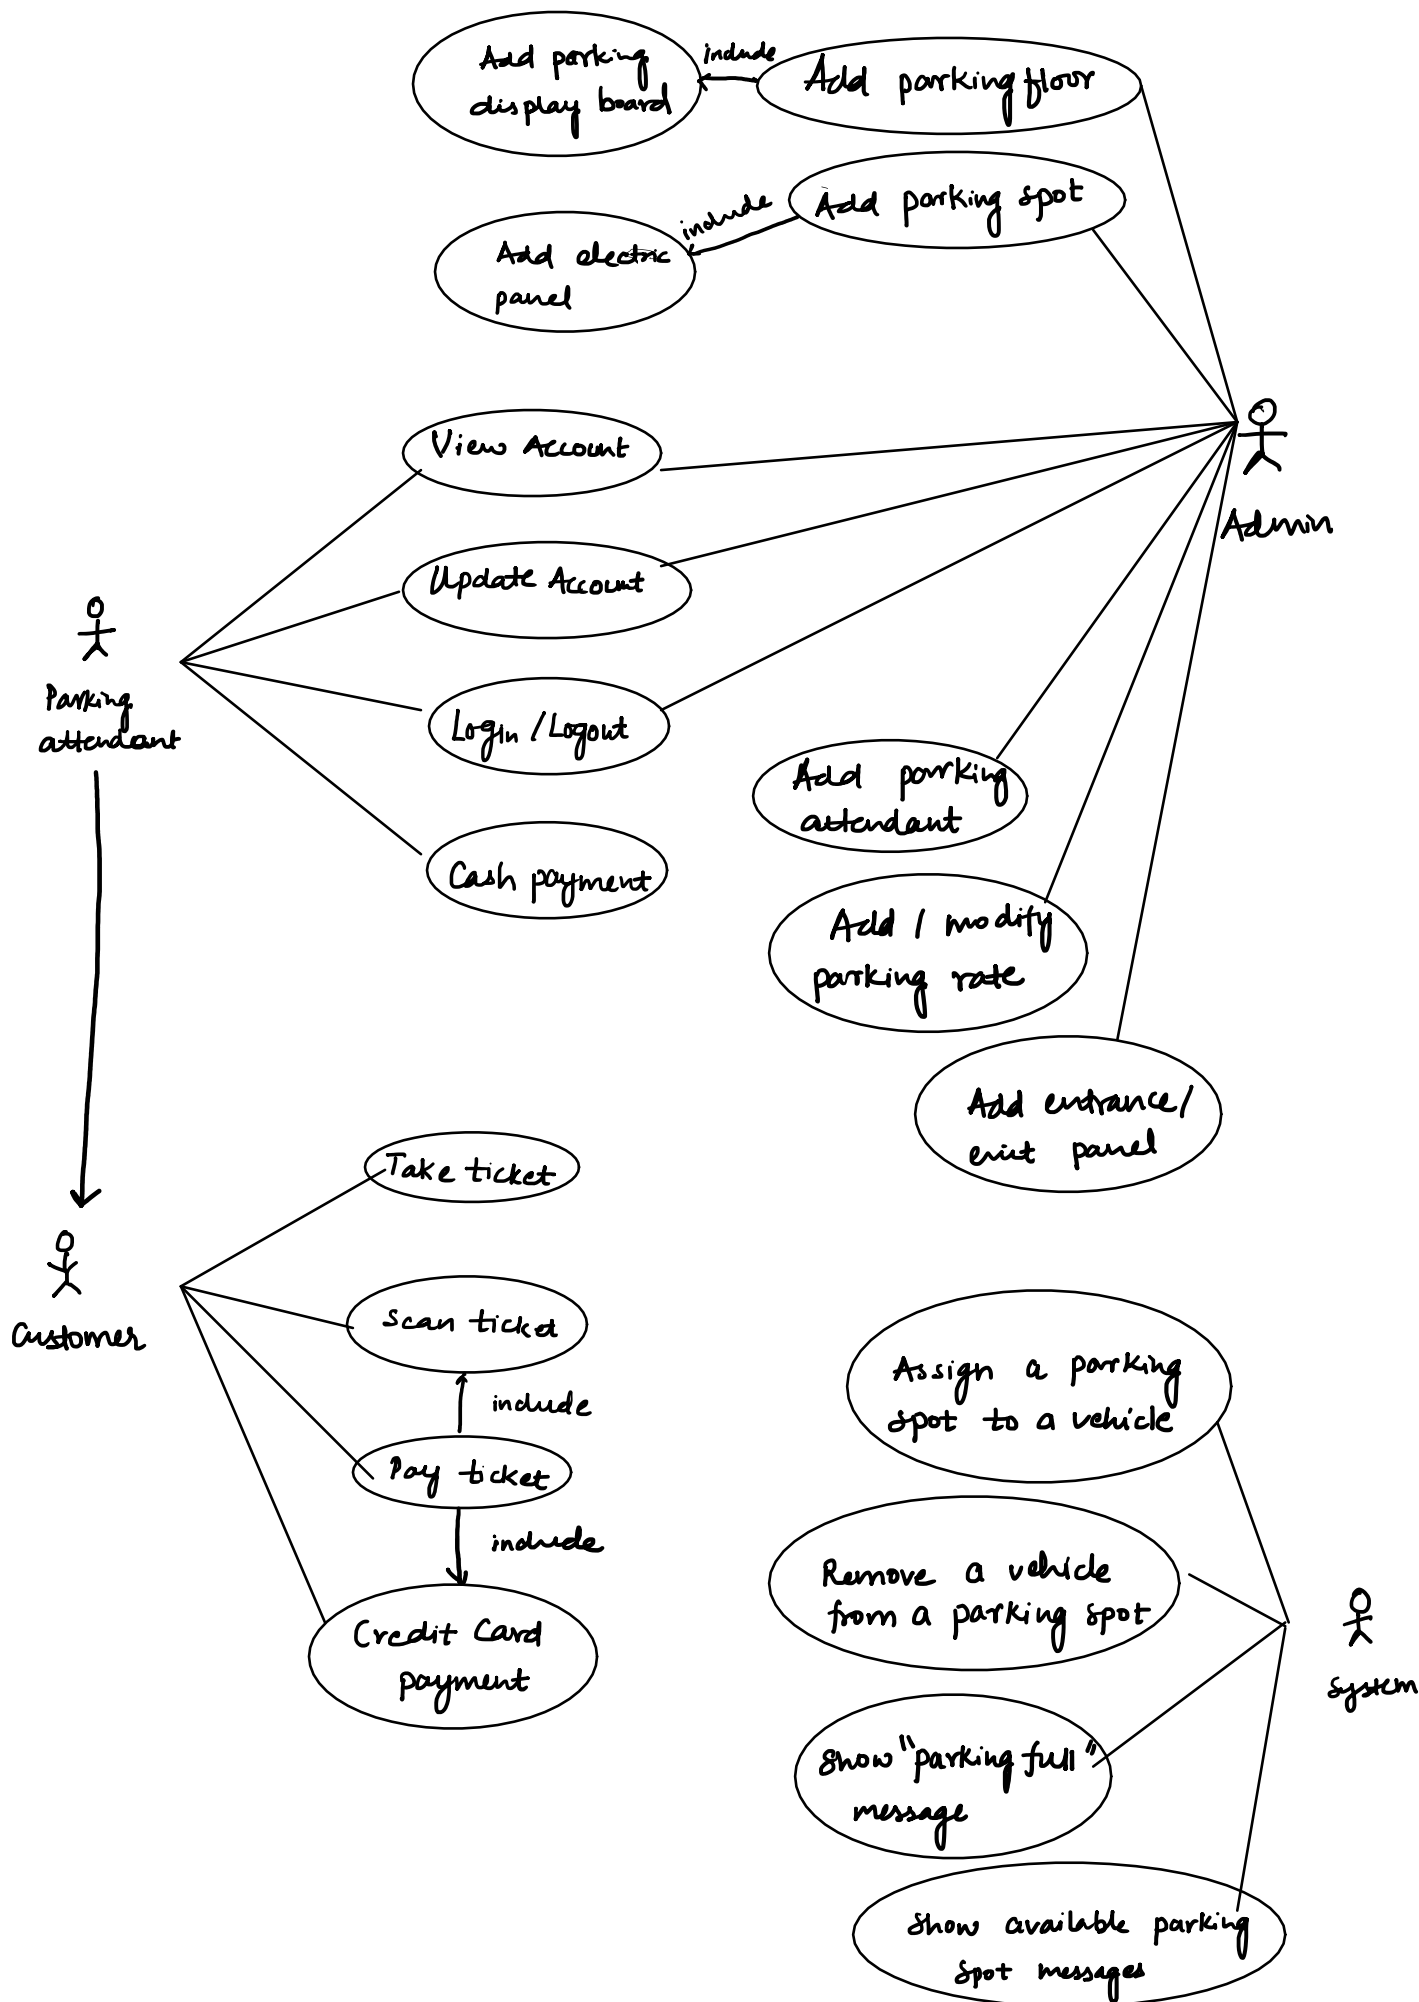 Add parking
display board
include
Add parking floor
include
Add parking spot
Add electric
panel
View Account
Admin
Update Account
Parking
attendant
Login / Logout
Add parking
attendant
Cash payment
Add / modify
parking rate
Add entrance/
exit panel
Take ticket
Customer
Scan ticket
include
Assign a parking
spot to a vehicle
Pay ticket
include
Remove a vehicle
from a parking spot
Credit Card
payment
System
Show "parking full"
message
Show available parking
spot messages